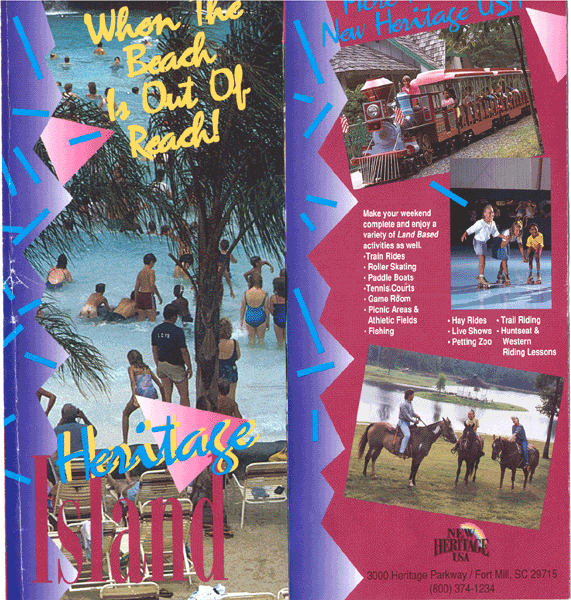 When The
Beach
Is Out Of
Reach!
Heritage
Island
New Heritage USA
Make your weekend
complete and enjoy a
variety of Land Based
activities as well.
•Train Rides
• Roller Skating
• Paddle Boats
•Tennis Courts
• Game Room
• Picnic Areas &
Athletic Fields
• Fishing
• Hay Rides
• Live Shows
• Petting Zoo
• Trail Riding
• Huntseat &
Western
Riding Lessons
NEW
HERITAGE
USA
3000 Heritage Parkway / Fort Mill, SC 29715
(800) 374-1234